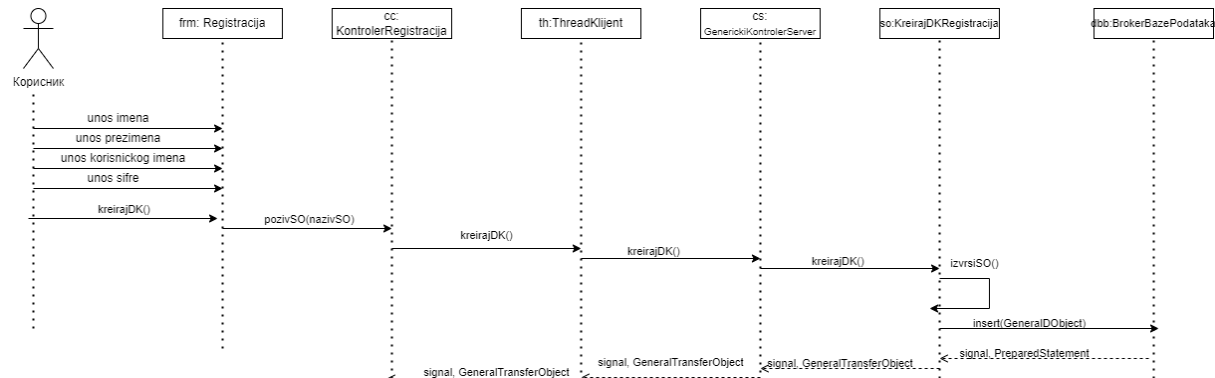 frm: Registracija
cc:
KontrolerRegistracija
th:ThreadKlijent
cs:
GenerickiKontrolerServer
so:KreirajDKRegistracija
dbb:BrokerBazePodataka
Корисник
unos imena
unos prezimena
unos korisnickog imena
unos sifre
kreirajDK()
pozivSO(nazivSO)
kreirajDK()
kreirajDK()
kreirajDK()
izvrsiSO()
insert(GeneralDObject)
signal, PreparedStatement
signal, GeneralTransferObject
signal, GeneralTransferObject
signal, GeneralTransferObject